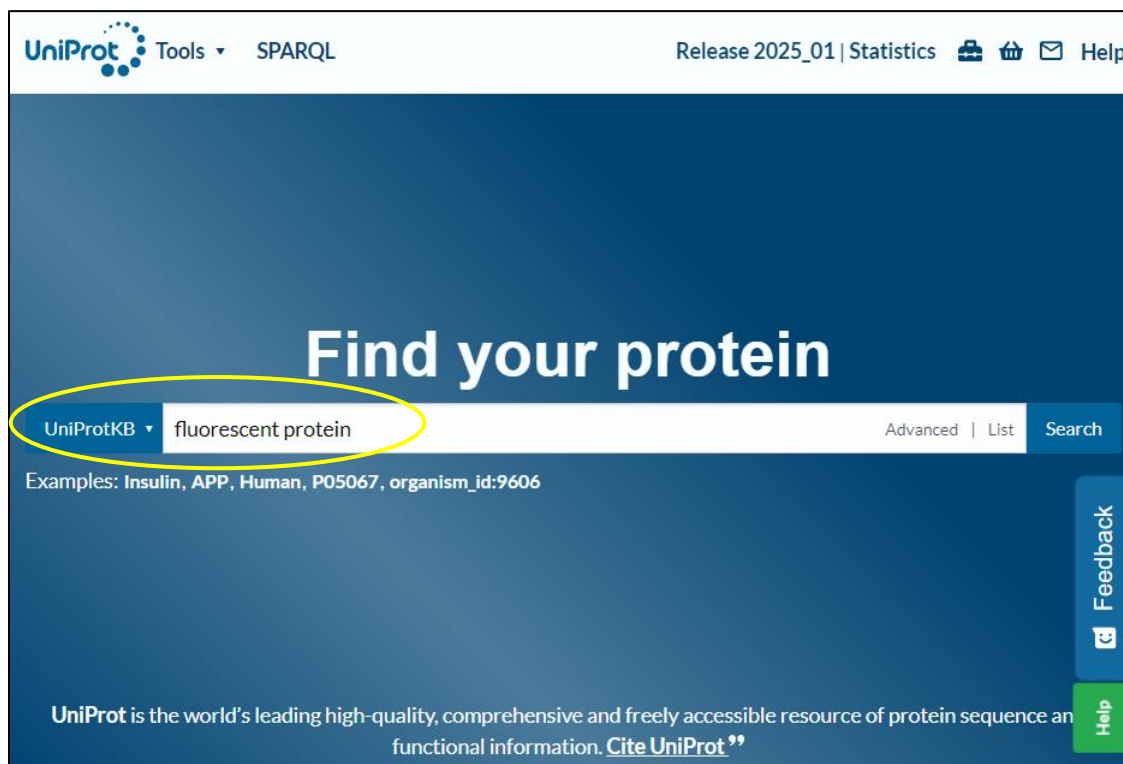 UniProt Tools ▾ SPARQL Release 2025_01 | Statistics Help
Find your protein
UniProtKB ▾ fluorescent protein Advanced | List Search
Examples: Insulin, APP, Human, P05067, organism_id:9606
Feedback
Help
UniProt is the world's leading high-quality, comprehensive and freely accessible resource of protein sequence an
functional information. Cite UniProt ”